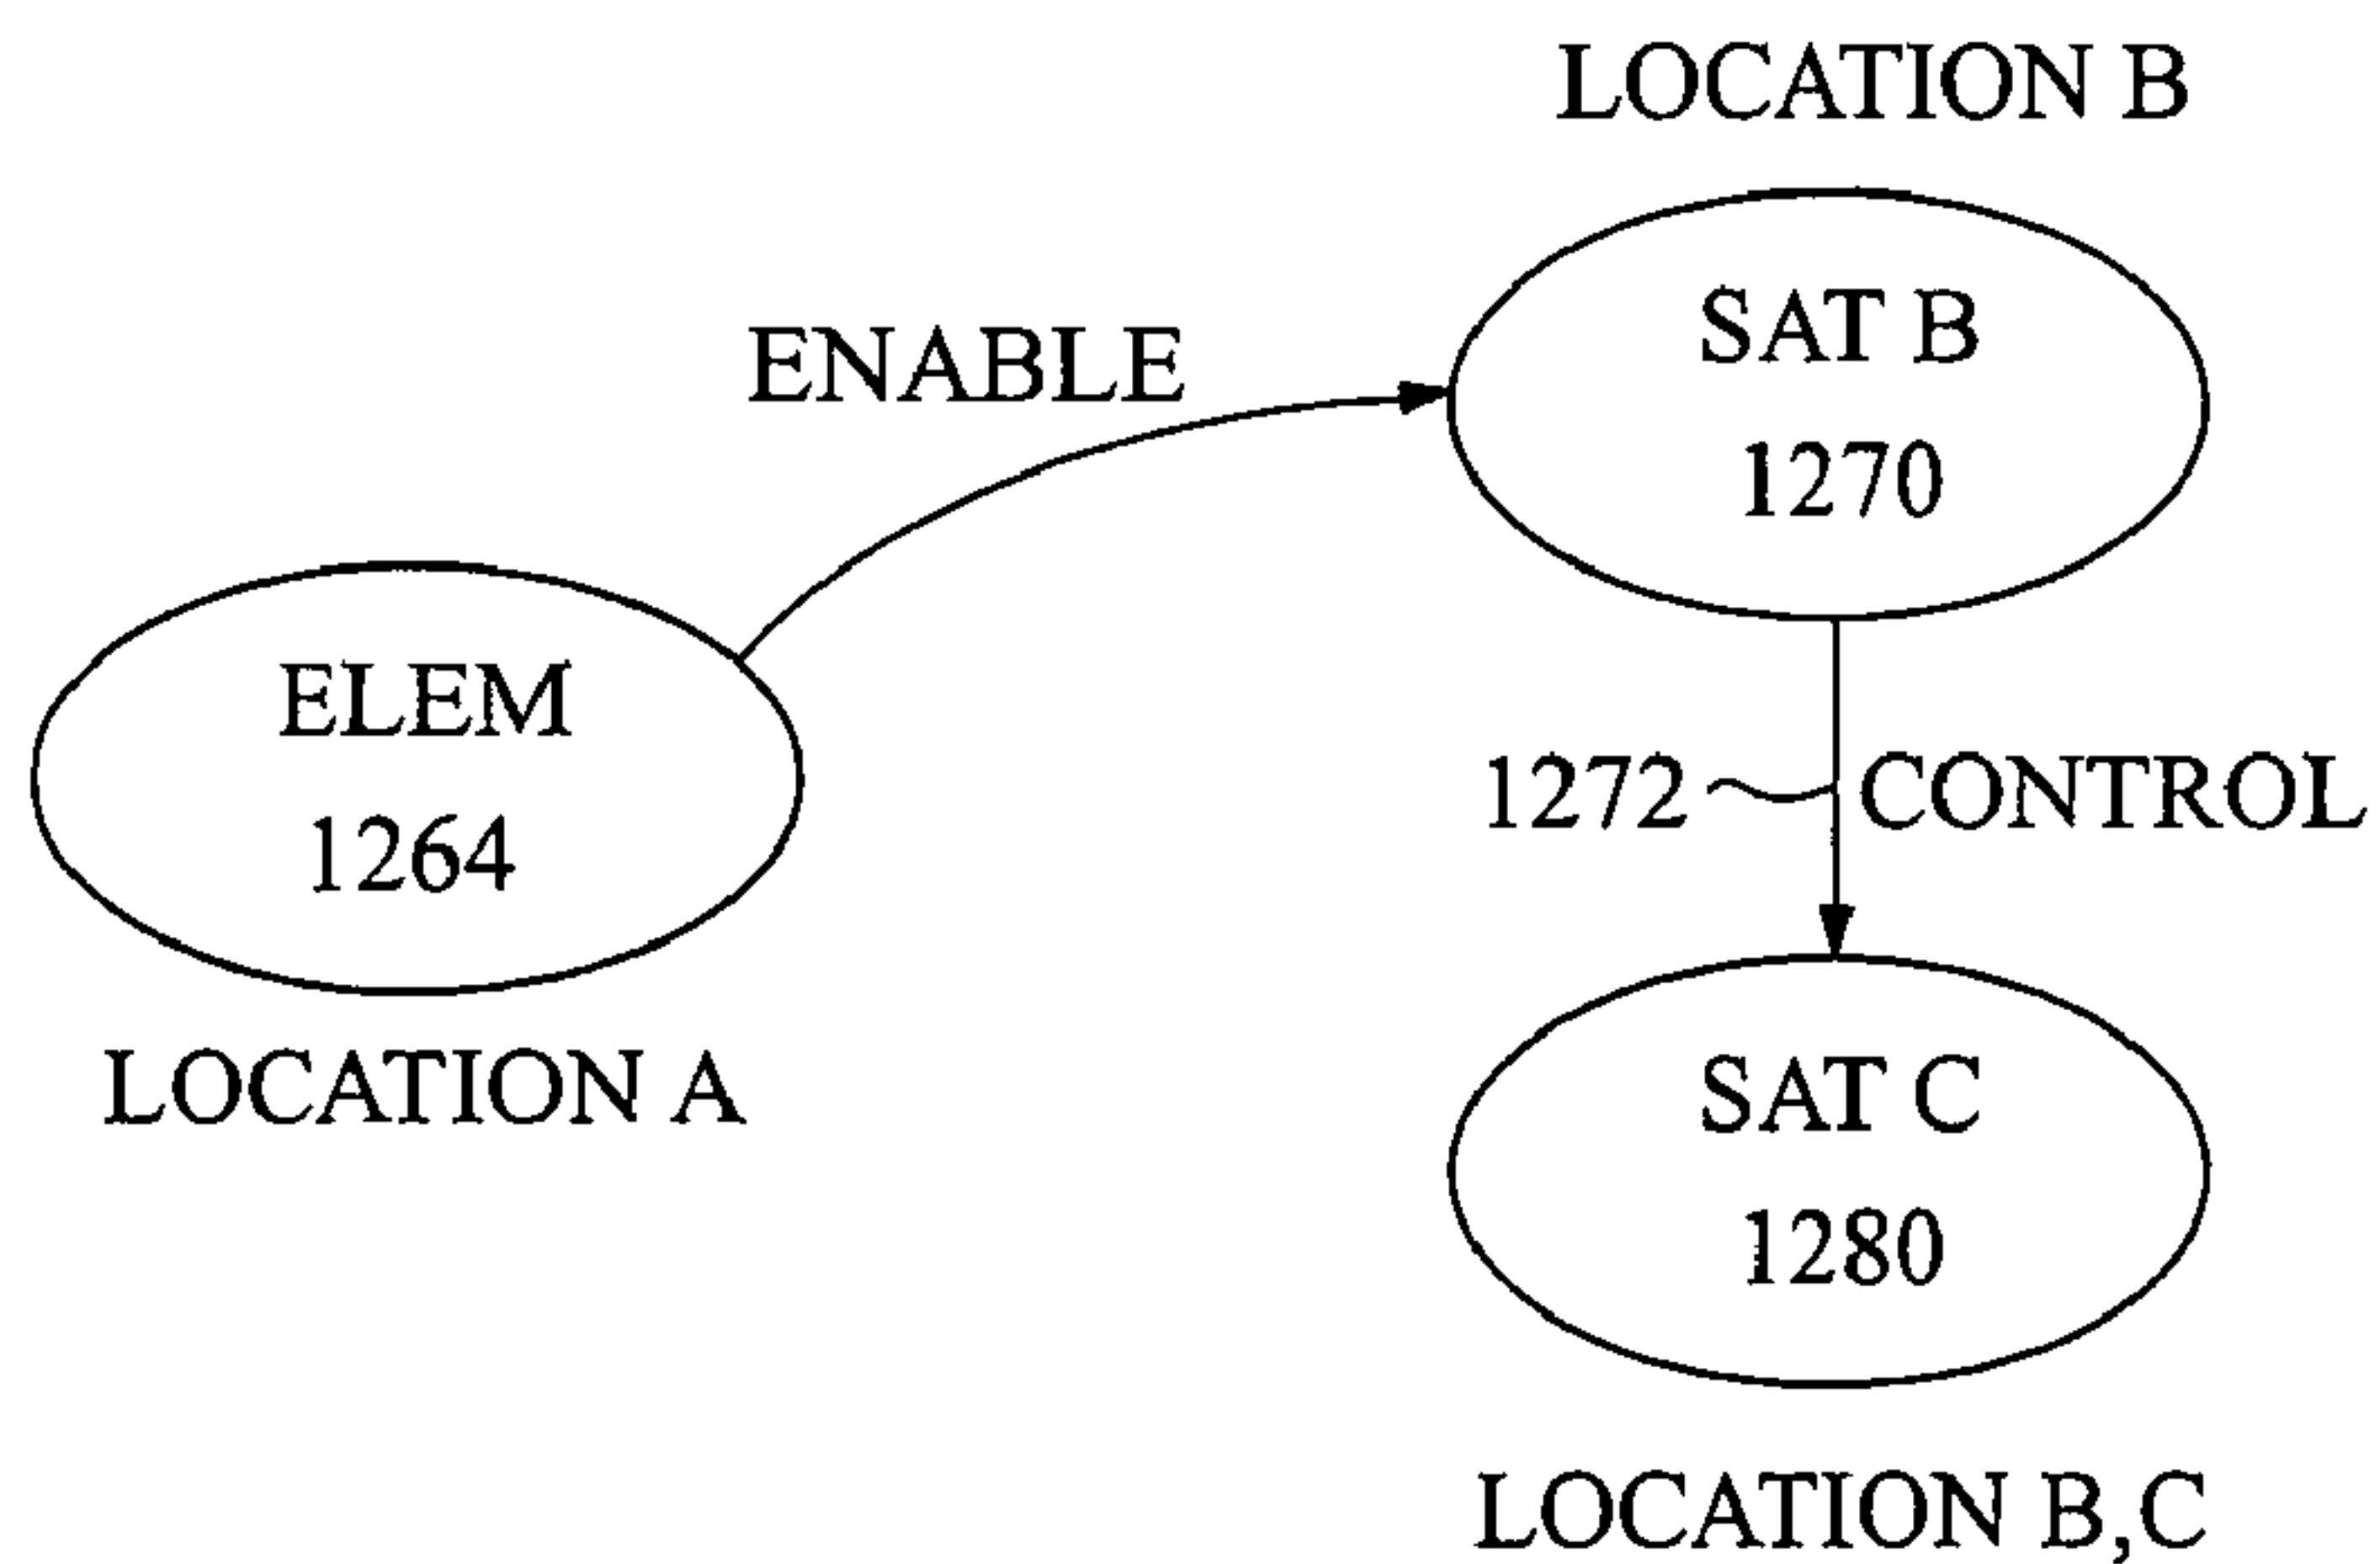 LOCATION B
SAT B
1270
ENABLE
ELEM
1264
LOCATION A
1272
CONTROL
SAT C
1280
LOCATION B,C